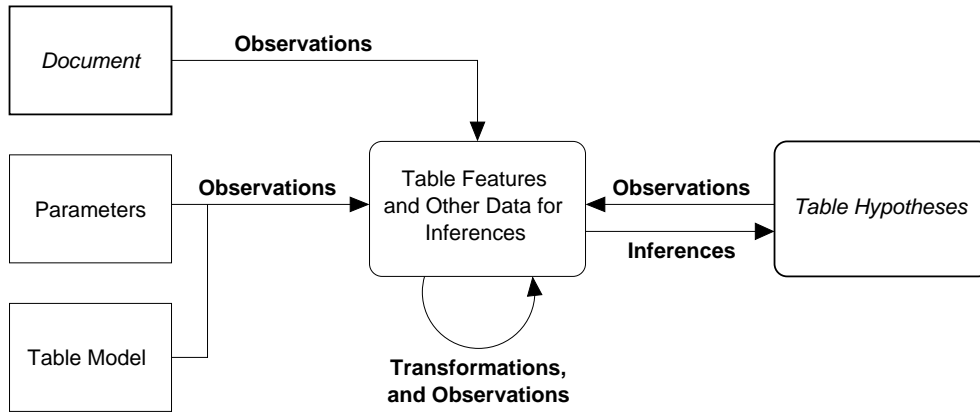 Document
Observations
Parameters
Observations
Table Features
and Other Data for
Inferences
Observations
Inferences
Table Hypotheses
Table Model
Transformations,
and Observations